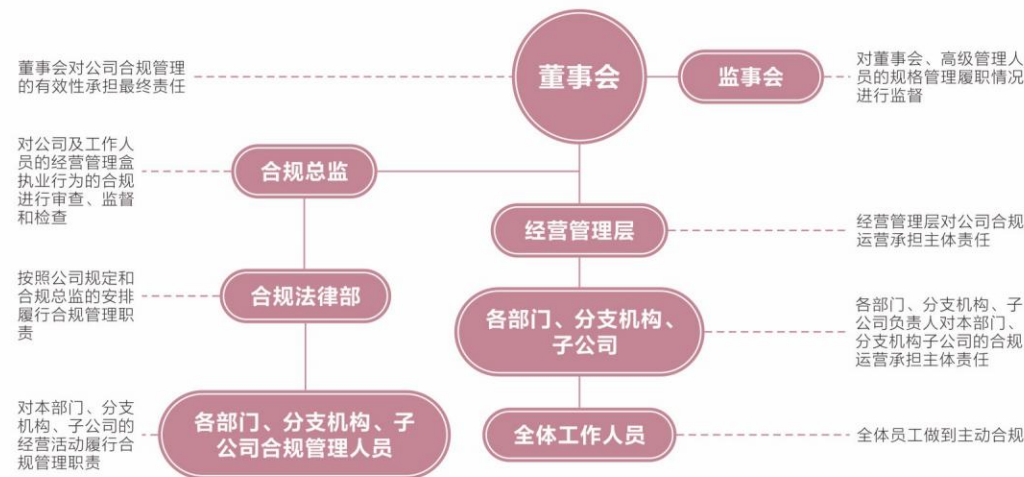 董事会对公司合规管理
的有效性承担最终责任
董事会
监事会
对董事会、高级管理人
员的规格管理履职情况
进行监督
对公司及工作人
员的经营管理盒
执业行为的合规
进行审查、监督
和检查
合规总监
经营管理层
经营管理层对公司合规
运营承担主体责任
按照公司规定和
合规总监的安排
履行合规管理职
责
合规法律部
各部门、分支机构、
子公司
各部门、分支机构、子
公司负责人对本部门、
分支机构子公司的合规
运营承担主体责任
对本部门、分支
机构、子公司的
经营活动履行合
规管理职责
各部门、分支机构、子
公司合规管理人员
全体工作人员
全体员工做到主动合规